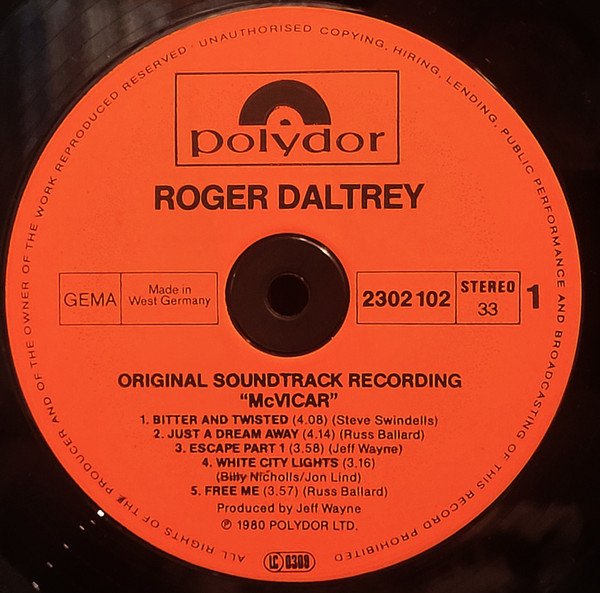 ALL RIGHTS OF THE PRODUCER AND OF THE OWNER OF THE WORK REPRODUCED RESERVED · UNAUTHORISED COPYING, HIRING, LENDING, PUBLIC PERFORMANCE AND BROADCASTING OF THIS RECORD PROHIBITED
polydor
ROGER DALTREY
GEMA
Made in
West Germany
2302 102
STEREO
33
1
ORIGINAL SOUNDTRACK RECORDING
“McVICAR”
1. BITTER AND TWISTED (4.08) (Steve Swindells)
2. JUST A DREAM AWAY (4.14) (Russ Ballard)
3. ESCAPE PART 1 (3.58) (Jeff Wayne)
4. WHITE CITY LIGHTS (3.16)
(Billy Nicholls/Jon Lind)
5. FREE ME (3.57) (Russ Ballard)
Produced by Jeff Wayne
℗ 1980 POLYDOR LTD.
LC 0309